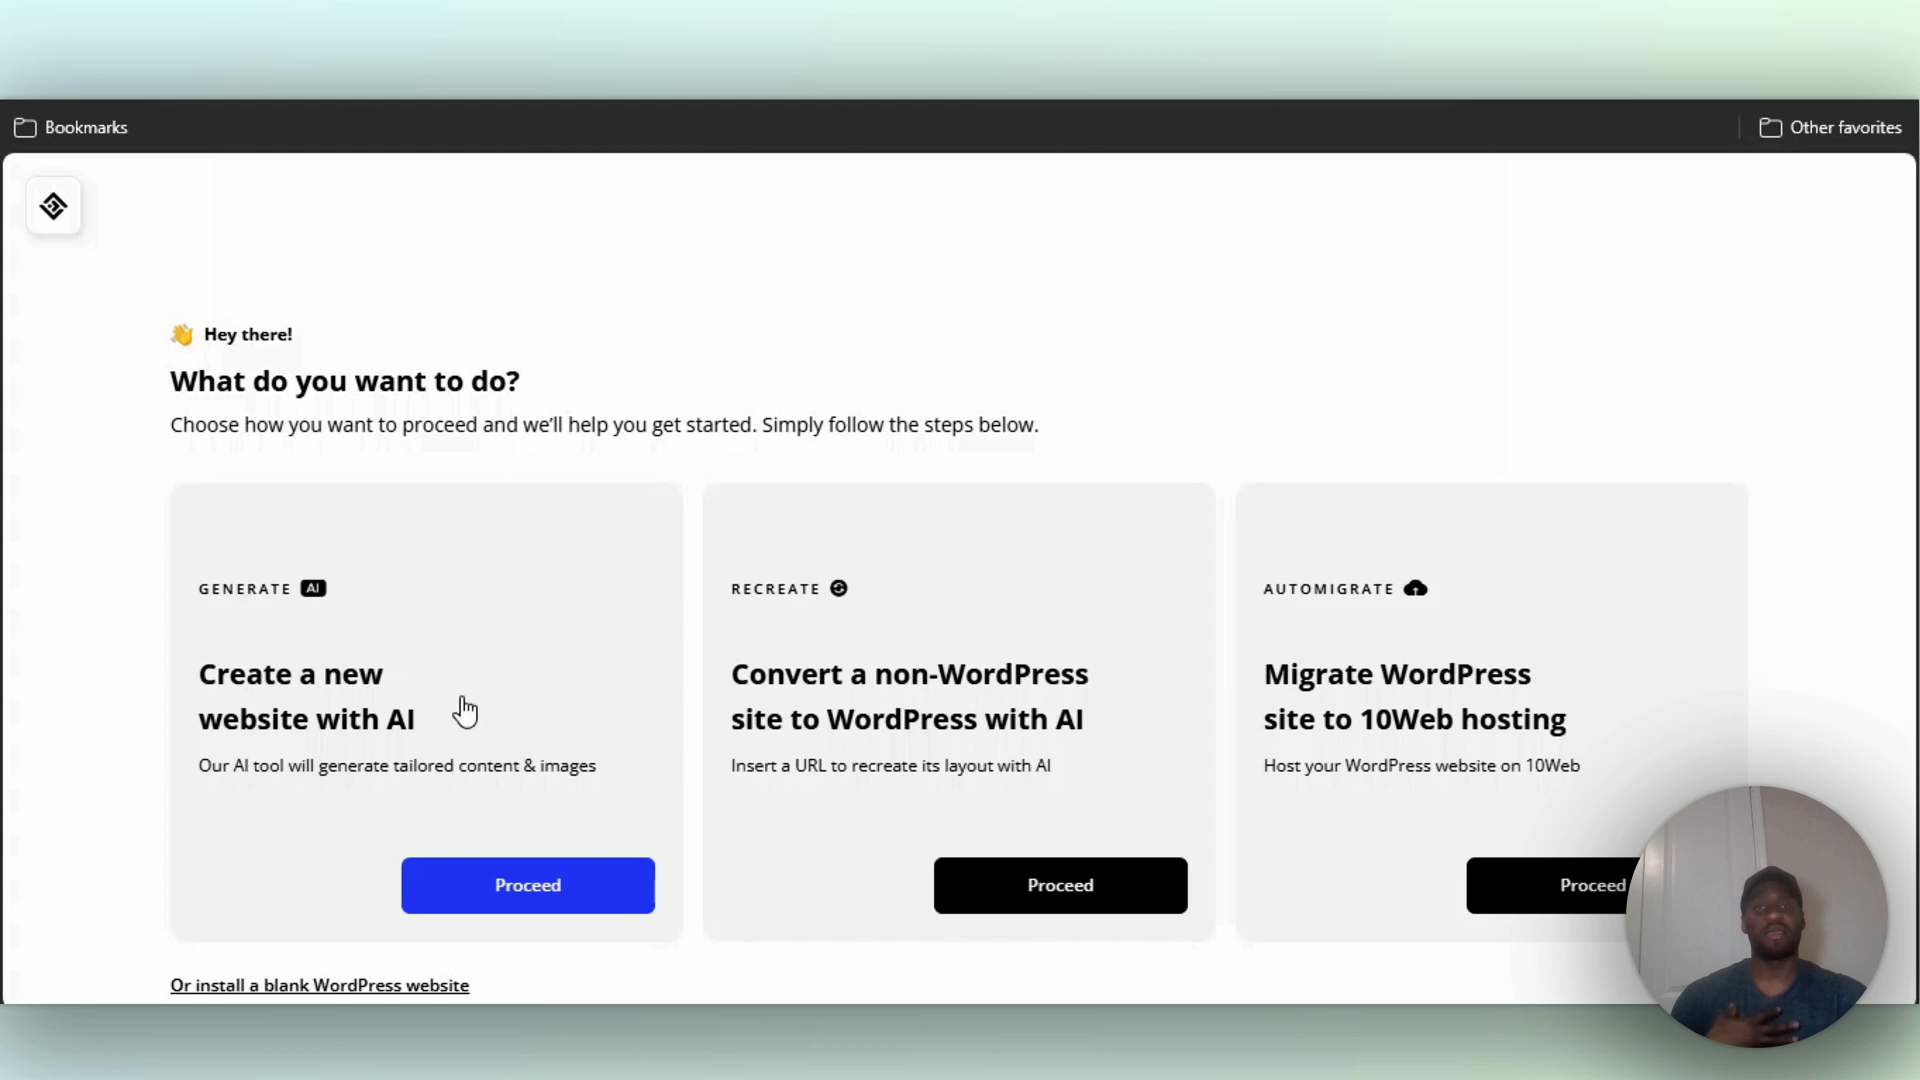 Bookmarks
Other favorites
Hey there!
What do you want to do?
Choose how you want to proceed and we'll help you get started. Simply follow the steps below.
GENERATE AI
Create a new
website with AI
Our AI tool will generate tailored content & images
Proceed
RECREATE
Convert a non-WordPress
site to WordPress with AI
Insert a URL to recreate its layout with AI
Proceed
AUTOMIGRATE
Migrate WordPress
site to 10Web hosting
Host your WordPress website on 10Web
Proceed
Or install a blank WordPress website